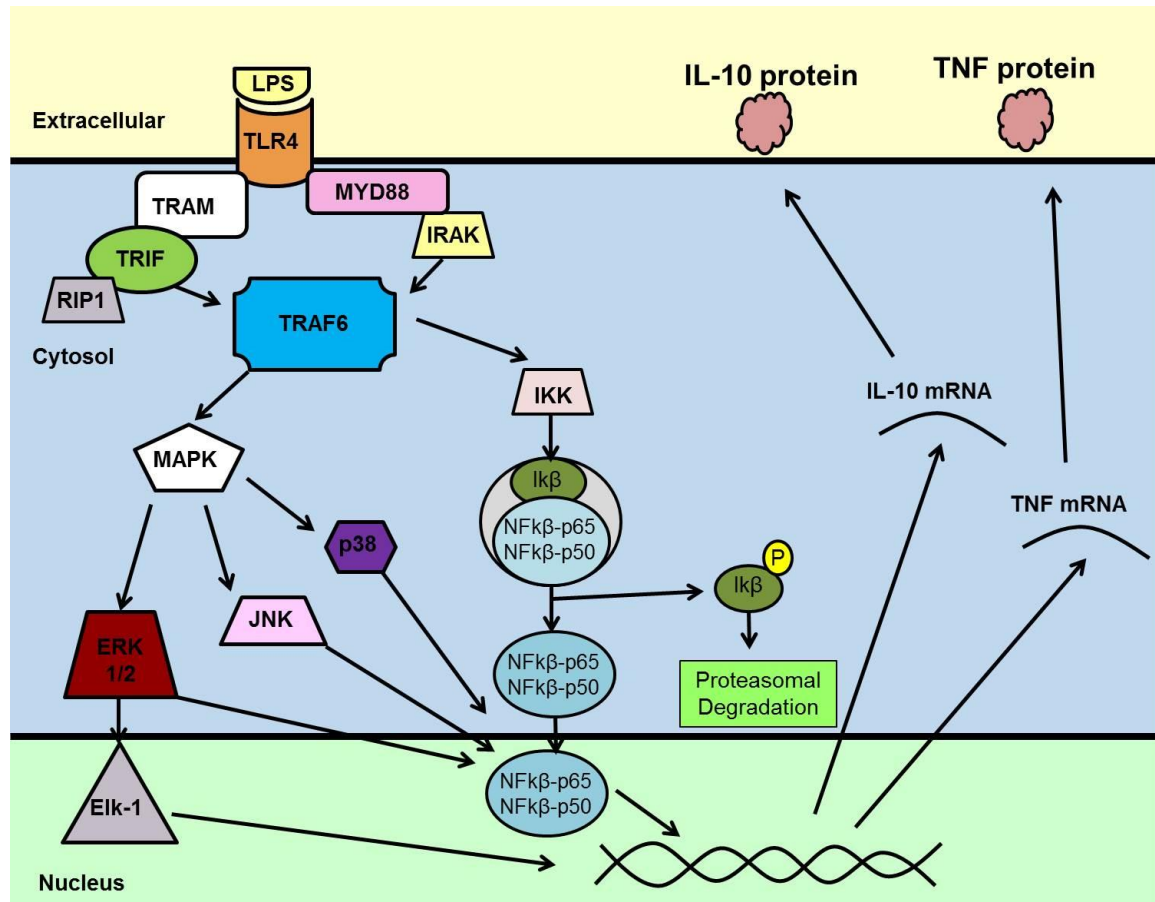 LPS
TLR4
Extracellular
IL-10 protein
TNF protein
TRAM
MYD88
TRIF
IRAK
RIP1
TRAF6
Cytosol
IKK
MAPK
Ikβ
NFkβ-p65
NFkβ-p50
p38
JNK
ERK
1/2
IL-10 mRNA
TNF mRNA
P
Ikβ
NFkβ-p65
NFkβ-p50
Proteasomal
Degradation
NFkβ-p65
NFkβ-p50
Elk-1
Nucleus